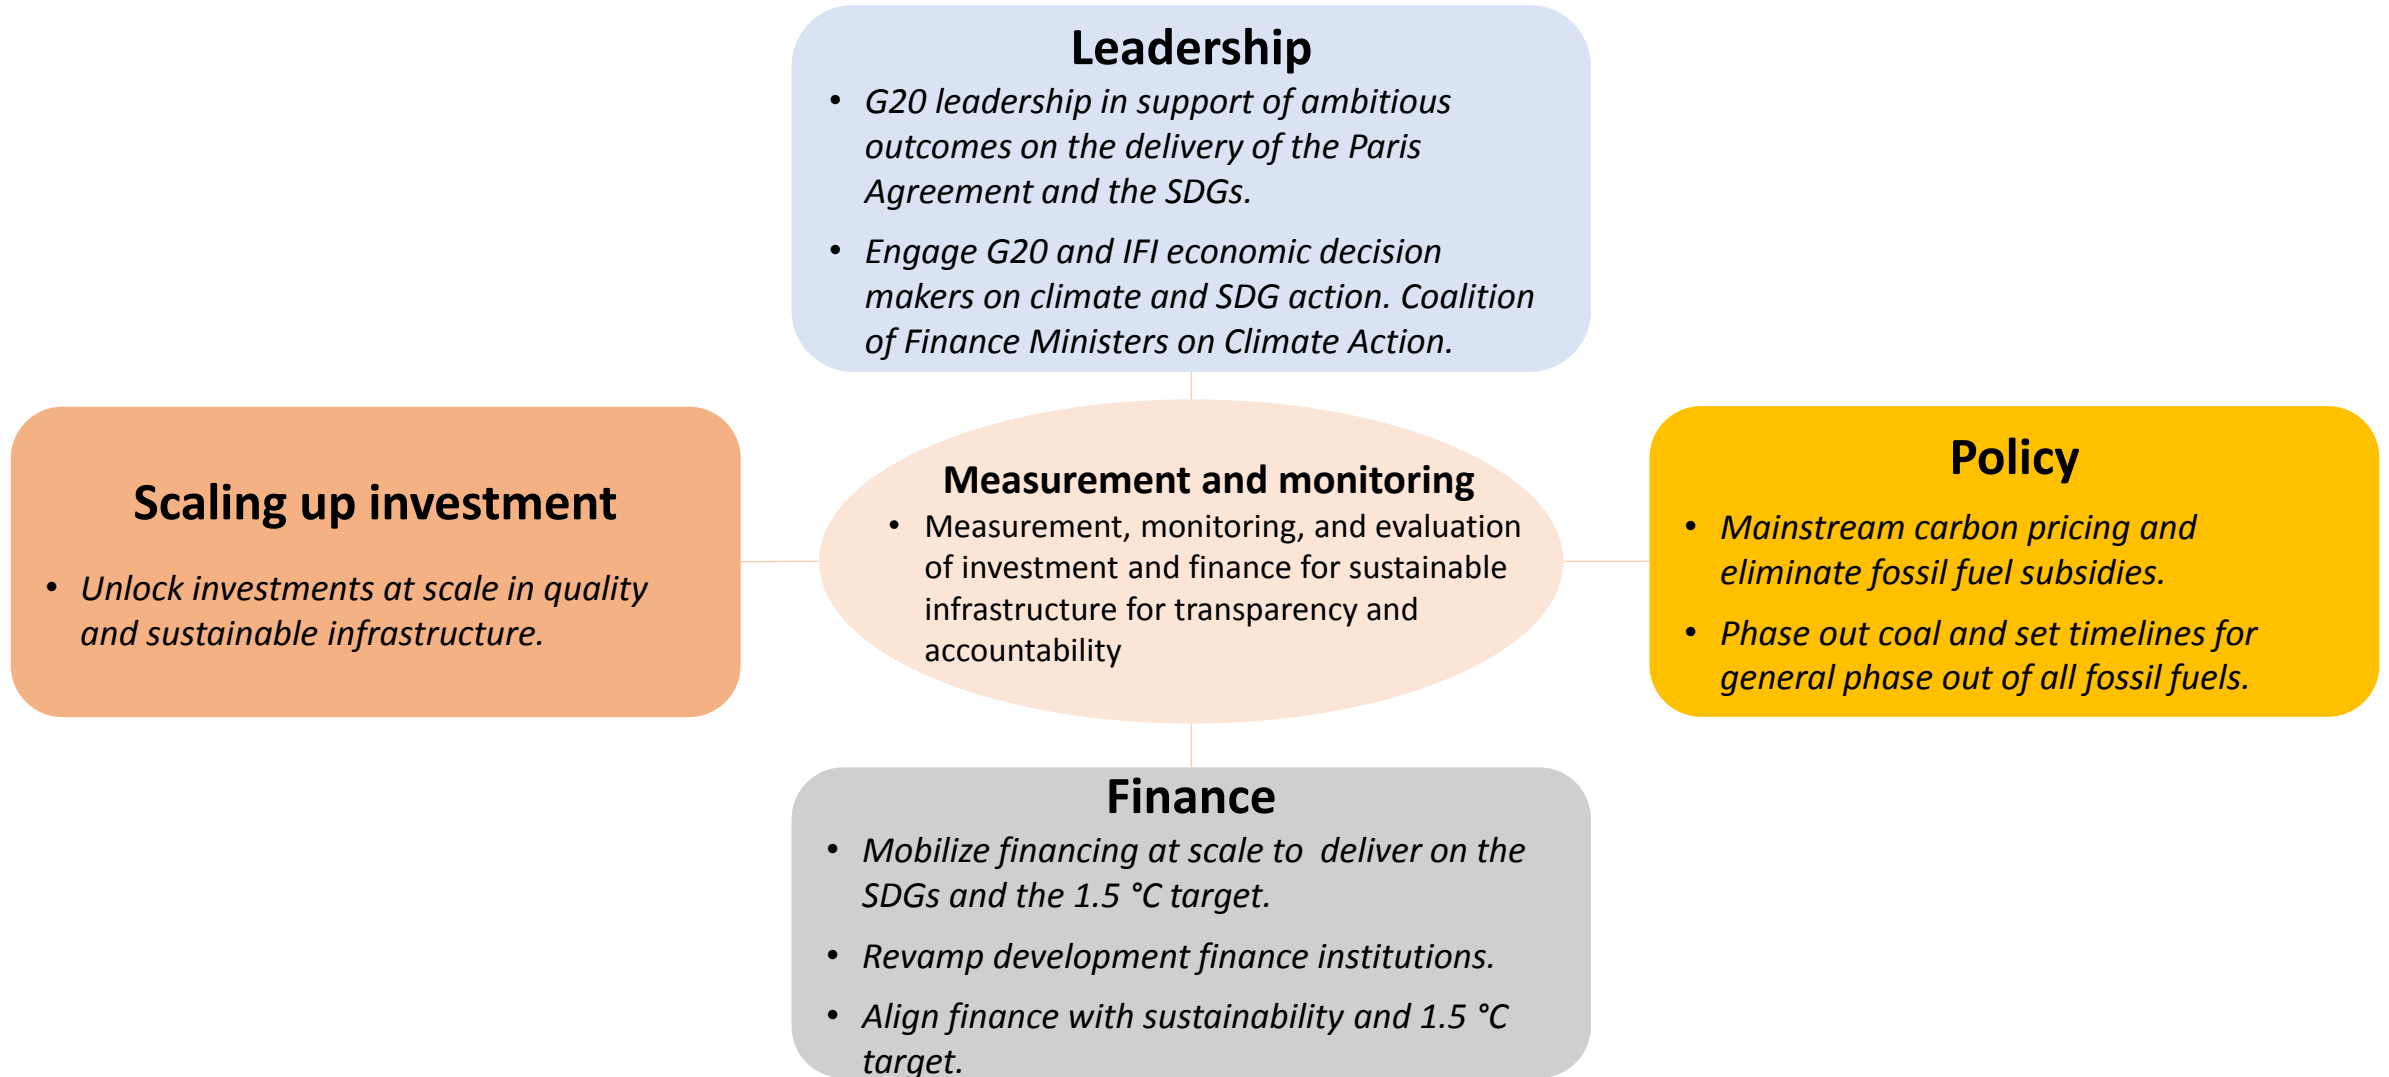 Leadership
• G20 leadership in support of ambitious
outcomes on the delivery of the Paris
Agreement and the SDGs.
• Engage G20 and IFI economic decision
makers on climate and SDG action. Coalition
of Finance Ministers on Climate Action.
Scaling up investment
• Unlock investments at scale in quality
and sustainable infrastructure.
Measurement and monitoring
• Measurement, monitoring, and evaluation
of investment and finance for sustainable
infrastructure for transparency and
accountability
Policy
• Mainstream carbon pricing and
eliminate fossil fuel subsidies.
• Phase out coal and set timelines for
general phase out of all fossil fuels.
Finance
• Mobilize financing at scale to  deliver on the
SDGs and the 1.5 °C target.
• Revamp development finance institutions.
• Align finance with sustainability and 1.5 °C
target.